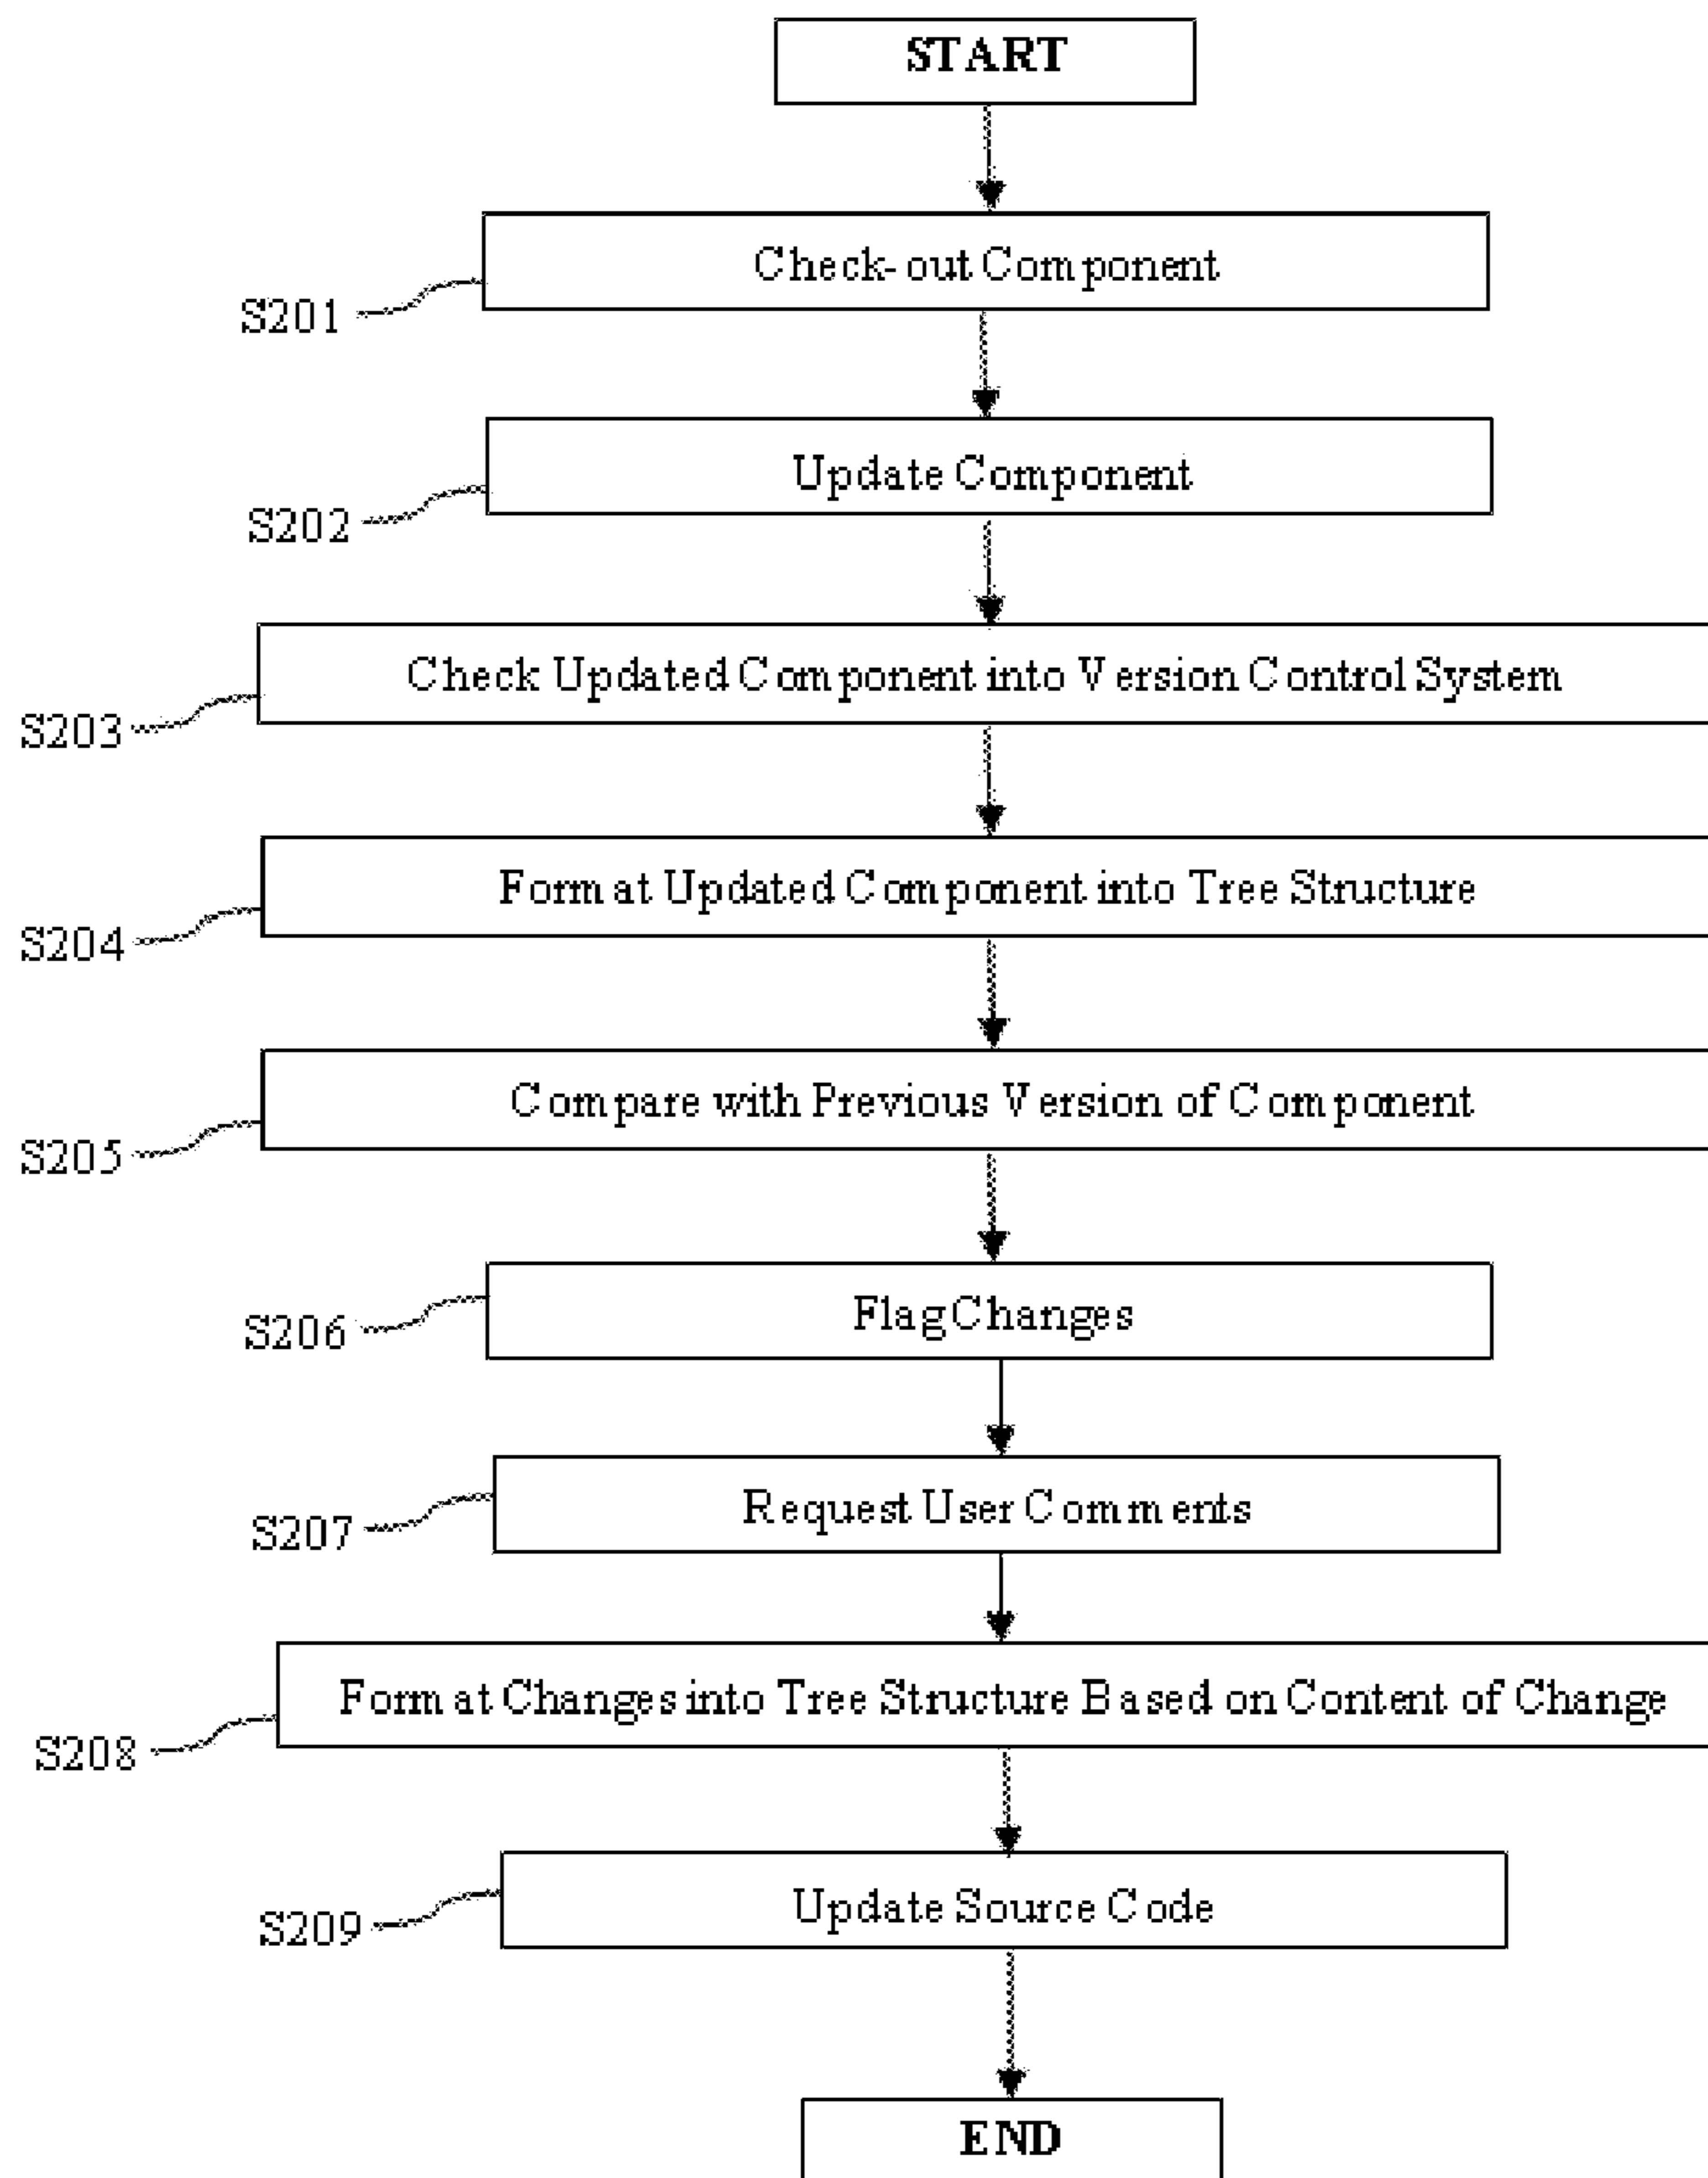 START
Check-out Component
S201
Update Component
S202
Check Updated Component into Version Control System
S203
Format Updated Component into Tree Structure
S204
Compare with Previous Version of Component
S205
Flag Changes
S206
Request User Comments
S207
Format Changes into Tree Structure Based on Content of Change
S208
Update Source Code
S209
END